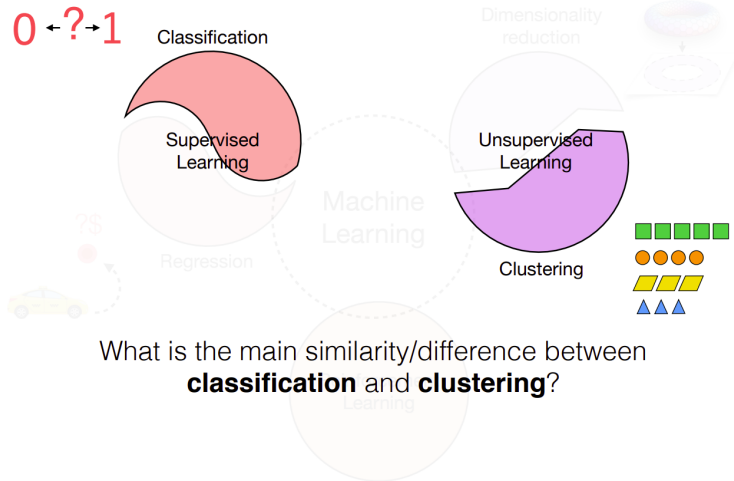 0 ←?→ 1
Classification
Dimensionality
reduction
Supervised
Learning
Unsupervised
Learning
Machine
Learning
?$
Regression
Clustering
What is the main similarity/difference between
classification and clustering?
Learning